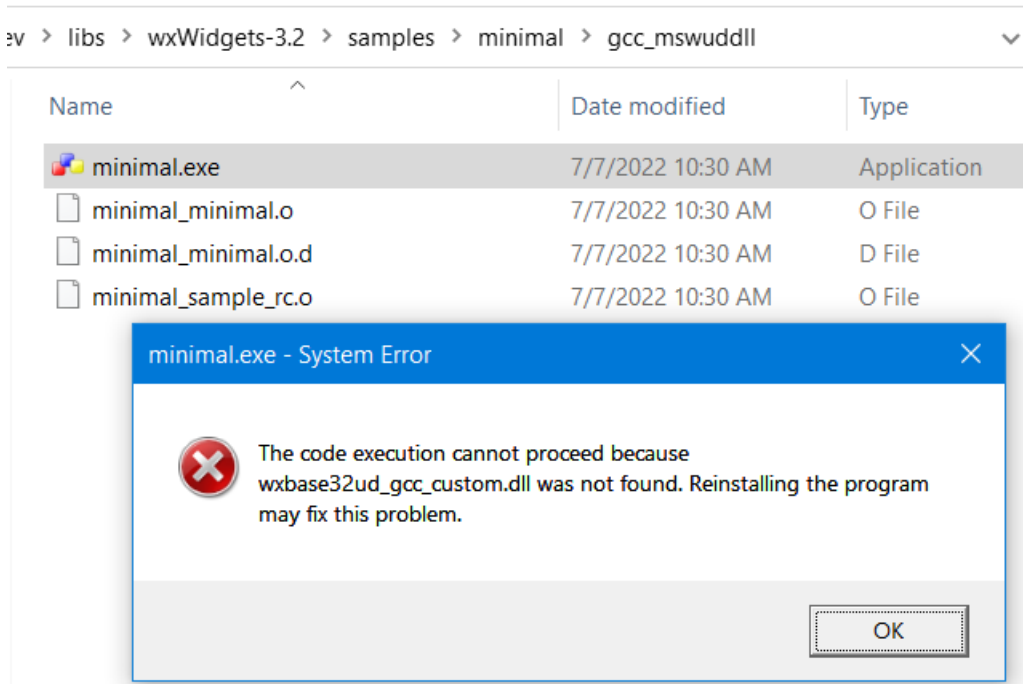 ev > libs > wxWidgets-3.2 > samples > minimal > gcc_mswuddll
Name Date modified Type
minimal.exe 7/7/2022 10:30 AM Application
minimal_minimal.o 7/7/2022 10:30 AM O File
minimal_minimal.o.d 7/7/2022 10:30 AM D File
minimal_sample_rc.o 7/7/2022 10:30 AM O File
minimal.exe - System Error
The code execution cannot proceed because
wxbase32ud_gcc_custom.dll was not found. Reinstalling the program
may fix this problem.
OK